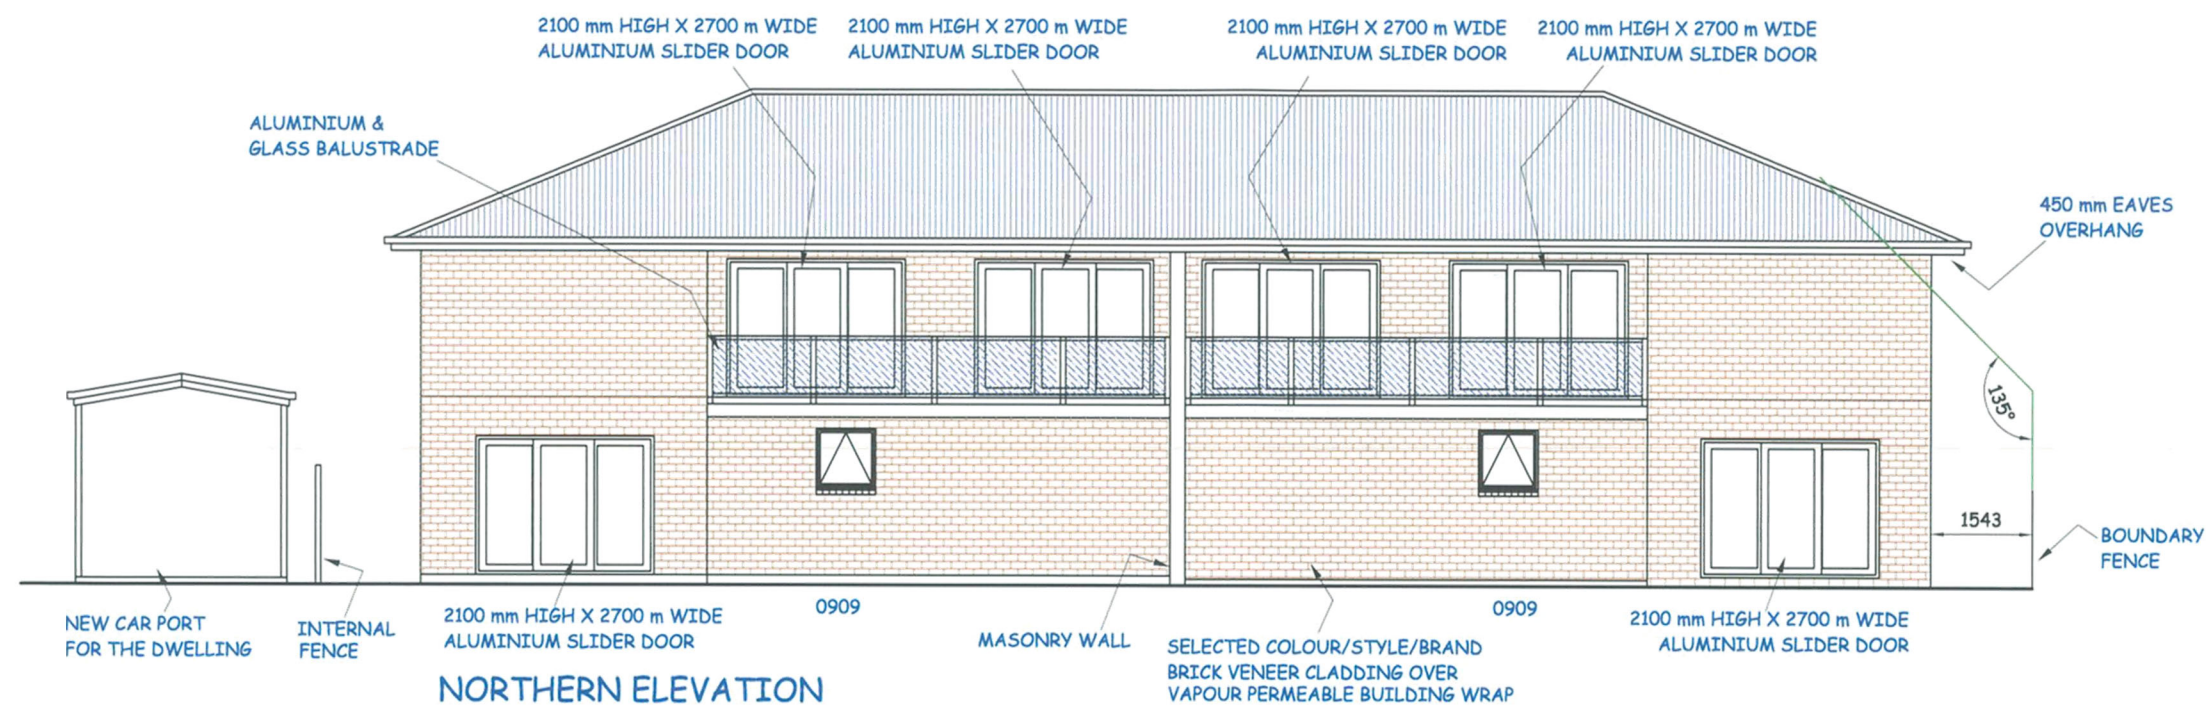 2100 mm HIGH X 2700 m WIDE
ALUMINIUM SLIDER DOOR
2100 mm HIGH X 2700 m WIDE
ALUMINIUM SLIDER DOOR
2100 mm HIGH X 2700 m WIDE
ALUMINIUM SLIDER DOOR
2100 mm HIGH X 2700 m WIDE
ALUMINIUM SLIDER DOOR
ALUMINIUM &
GLASS BALUSTRADE
450 mm EAVES
OVERHANG
135°
1543
BOUNDARY
FENCE
NEW CAR PORT
FOR THE DWELLING
INTERNAL
FENCE
2100 mm HIGH X 2700 m WIDE
ALUMINIUM SLIDER DOOR
0909
MASONRY WALL
SELECTED COLOUR/STYLE/BRAND
BRICK VENEER CLADDING OVER
VAPOUR PERMEABLE BUILDING WRAP
0909
2100 mm HIGH X 2700 m WIDE
ALUMINIUM SLIDER DOOR
NORTHERN ELEVATION